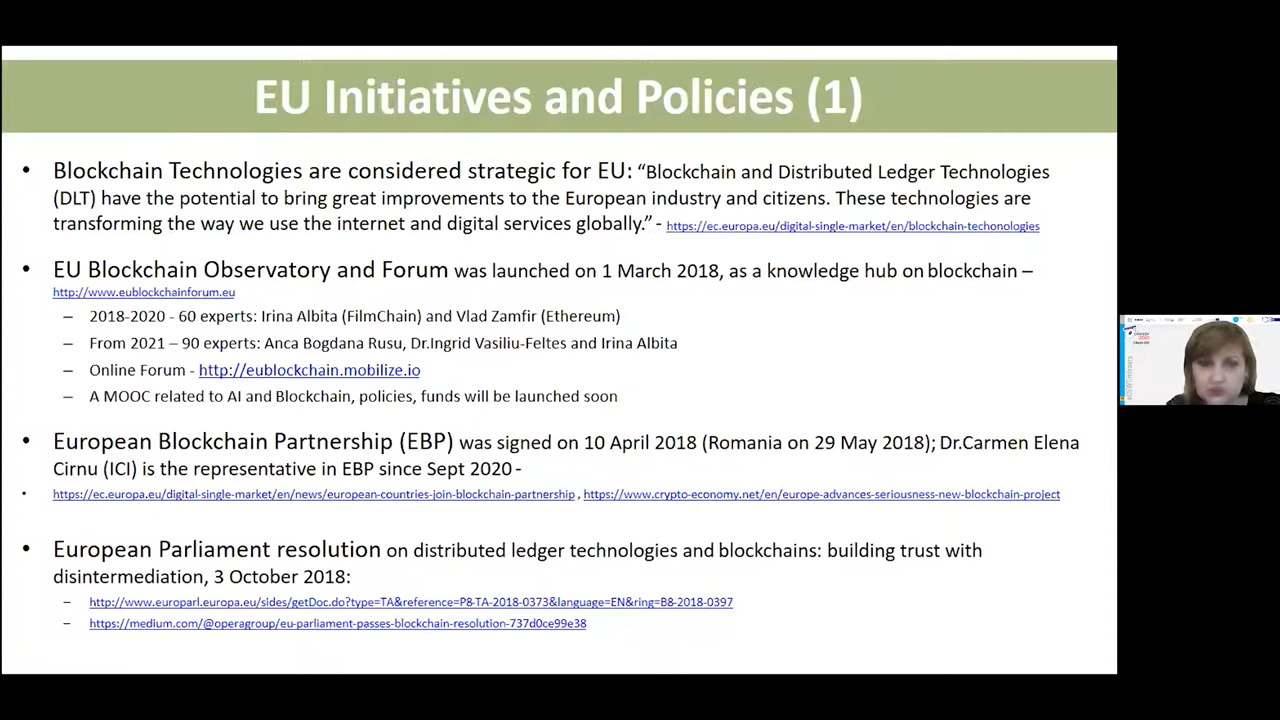 EU Initiatives and Policies (1)
• Blockchain Technologies are considered strategic for EU: “Blockchain and Distributed Ledger Technologies
(DLT) have the potential to bring great improvements to the European industry and citizens. These technologies are
transforming the way we use the internet and digital services globally.” - https://ec.europa.eu/digital-single-market/en/blockchain-techonologies
• EU Blockchain Observatory and Forum was launched on 1 March 2018, as a knowledge hub on blockchain –
http://www.eublockchainforum.eu
– 2018-2020 - 60 experts: Irina Albita (FilmChain) and Vlad Zamfir (Ethereum)
– From 2021 – 90 experts: Anca Bogdana Rusu, Dr.Ingrid Vasiliu-Feltes and Irina Albita
– Online Forum - http://eublockchain.mobilize.io
– A MOOC related to AI and Blockchain, policies, funds will be launched soon
• European Blockchain Partnership (EBP) was signed on 10 April 2018 (Romania on 29 May 2018); Dr.Carmen Elena
Cirnu (ICI) is the representative in EBP since Sept 2020 -
• https://ec.europa.eu/digital-single-market/en/news/european-countries-join-blockchain-partnership , https://www.crypto-economy.net/en/europe-advances-seriousness-new-blockchain-project
• European Parliament resolution on distributed ledger technologies and blockchains: building trust with
disintermediation, 3 October 2018:
– http://www.europarl.europa.eu/sides/getDoc.do?type=TA&reference=P8-TA-2018-0373&language=EN&ring=B8-2018-0397
– https://medium.com/@operagroup/eu-parliament-passes-blockchain-resolution-737d0ce99e38